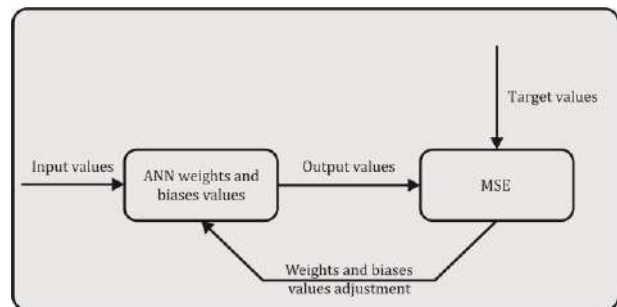 Target values
Input values
ANN weights and
biases values
Output values
MSE
Weights and biases
values adjustment